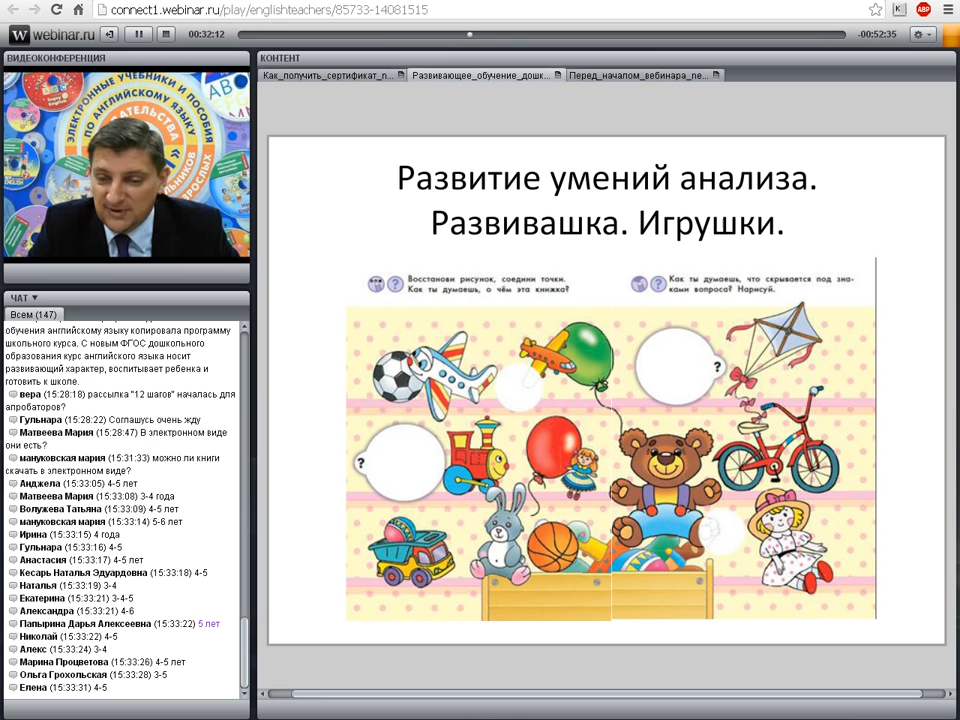 connect1.webinar.ru/play/englishteachers/85733-14081515
K
ABP
W webinar.ru
00:32:12
-00:52:35
ВИДЕОКОНФЕРЕНЦИЯ
ЭЛЕКТРОННЫЕ УЧЕБНИКИ И ПОСОБИЯ
ПО АНГЛИЙСКОМУ ЯЗЫКУ
ИЗДАТЕЛЬСТВА
ВЗРОСЛЫХ
ЧАТ
Всем (147)
обучения английскому языку копировала программу
школьного курса. С новым ФГОС дошкольного
образования курс английского языка носит
развивающий характер, воспитывает ребенка и
готовить к школе.
вера (15:28:18) рассылка "12 шагов" началась для
апробаторов?
Гульнара (15:28:22) Соглашусь очень жду
Матвеева Мария (15:28:47) В электронном виде
они есть?
мануковская мария (15:31:33) можно ли книги
скачать в электронном виде?
Анджела (15:33:05) 4-5 лет
Матвеева Мария (15:33:08) 3-4 года
Волужева Татьяна (15:33:09) 4-5 лет
мануковская мария (15:33:14) 5-6 лет
Ирина (15:33:15) 4 года
Гульнара (15:33:16) 4-5
Анастасия (15:33:17) 4-5 лет
Кесарь Наталья Эдуардовна (15:33:18) 4-5
Наталья (15:33:19) 3-4
Екатерина (15:33:21) 3-4-5
Александра (15:33:21) 4-6
Папырина Дарья Алексеевна (15:33:22) 5 лет
Николай (15:33:22) 4-5
Алекс (15:33:24) 3-4
Марина Процветова (15:33:26) 4-5 лет
Ольга Грохольская (15:33:28) 3-5
Елена (15:33:31) 4-5
КОНТЕНТ
Как_получить_сертификат_п...
Развивающее_обучение_дошк...
Перед_началом_вебинара_пе...
Развитие умений анализа.
Развивашка. Игрушки.
Восстанови рисунок, соедини точки.
Как ты думаешь, о чём эта книжка?
Как ты думаешь, что скрывается под зна-
ками вопроса? Нарисуй.
?
?